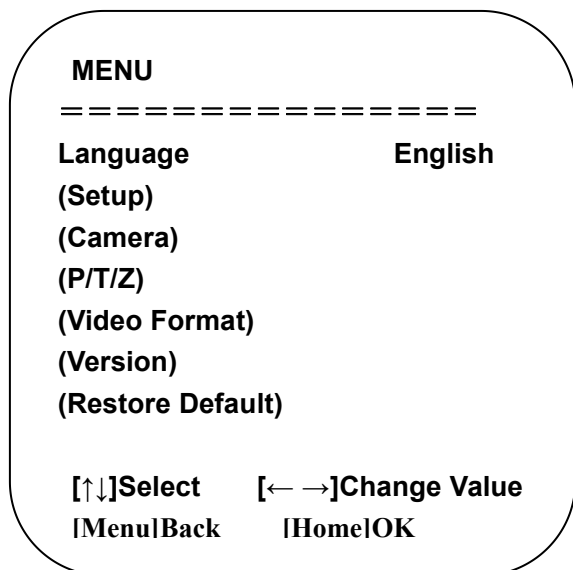 MENU
===============
Language English
(Setup)
(Camera)
(P/T/Z)
(Video Format)
(Version)
(Restore Default)
[↑↓]Select [← →]Change Value
[Menu]Back [Home]OK